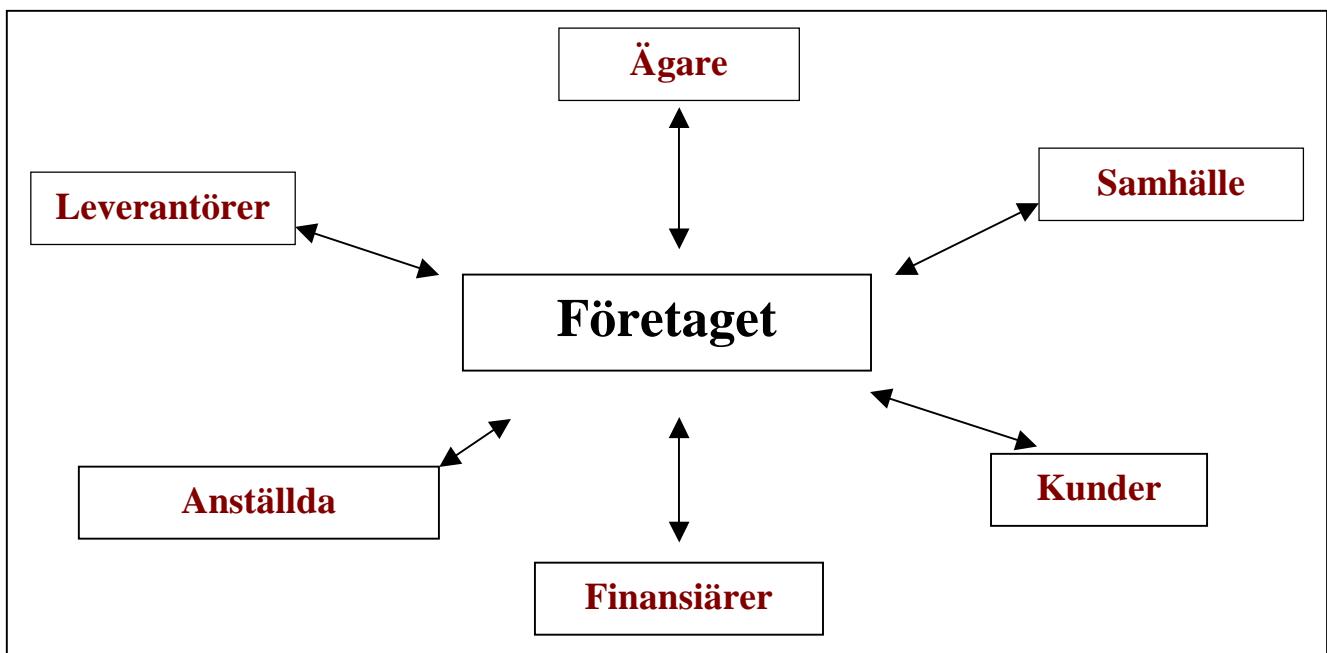 Ägare
Samhälle
Leverantörer
Företaget
Anställda
Kunder
Finansiärer